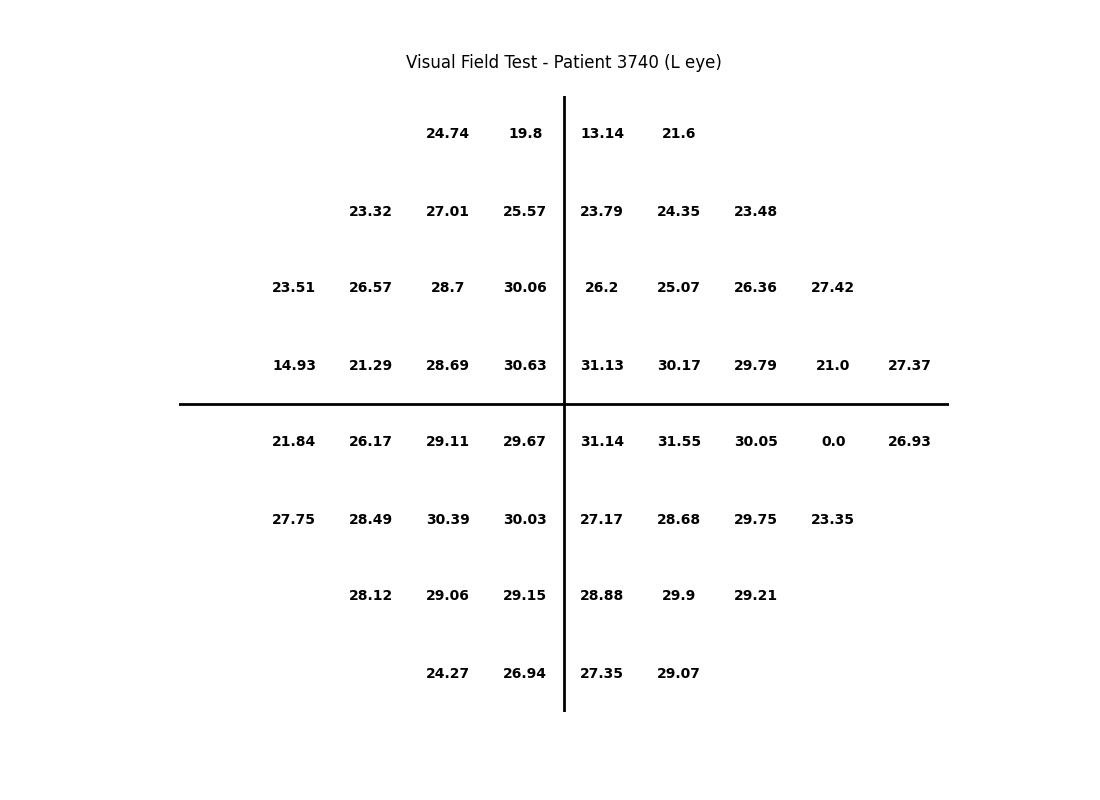 Visual Field Test - Patient 3740 (L eye)
24.74 19.8 13.14 21.6
23.32 27.01 25.57 23.79 24.35 23.48
23.51 26.57 28.7 30.06 26.2 25.07 26.36 27.42
14.93 21.29 28.69 30.63 31.13 30.17 29.79 21.0 27.37
21.84 26.17 29.11 29.67 31.14 31.55 30.05 0.0 26.93
27.75 28.49 30.39 30.03 27.17 28.68 29.75 23.35
28.12 29.06 29.15 28.88 29.9 29.21
24.27 26.94 27.35 29.07